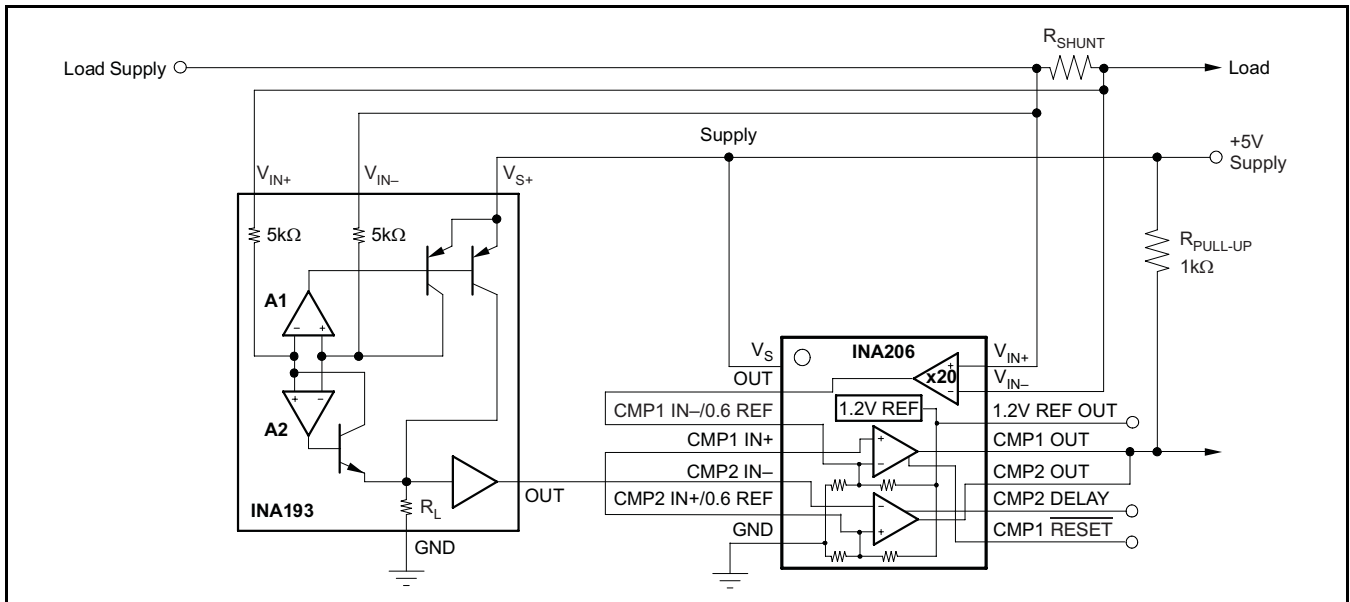 R_SHUNT
Load Supply
Load
Supply
+5V
Supply
V_IN+
V_IN–
V_S+
5kΩ
5kΩ
R_PULL-UP
1kΩ
A1
– +
+ –
A2
R_L
OUT
INA193
GND
V_S
INA206
V_IN+
OUT
x20
+
–
V_IN–
CMP1 IN–/0.6 REF
1.2V REF
1.2V REF OUT
CMP1 IN+
+
–
CMP1 OUT
CMP2 IN–
CMP2 OUT
CMP2 IN+/0.6 REF
–
+
CMP2 DELAY
GND
CMP1 R̅E̅S̅E̅T̅